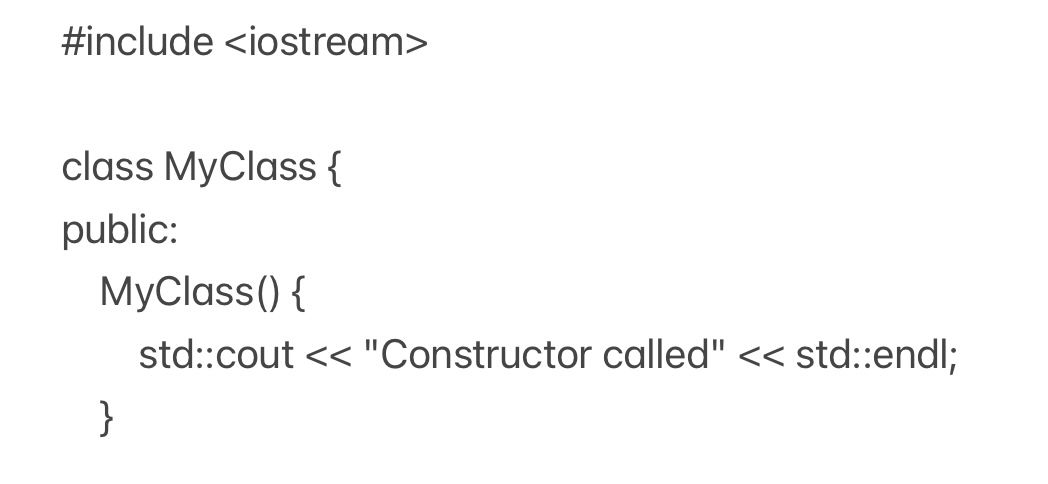 #include <iostream>
class MyClass {
public:
MyClass() {
std::cout << "Constructor called" << std::endl;
}